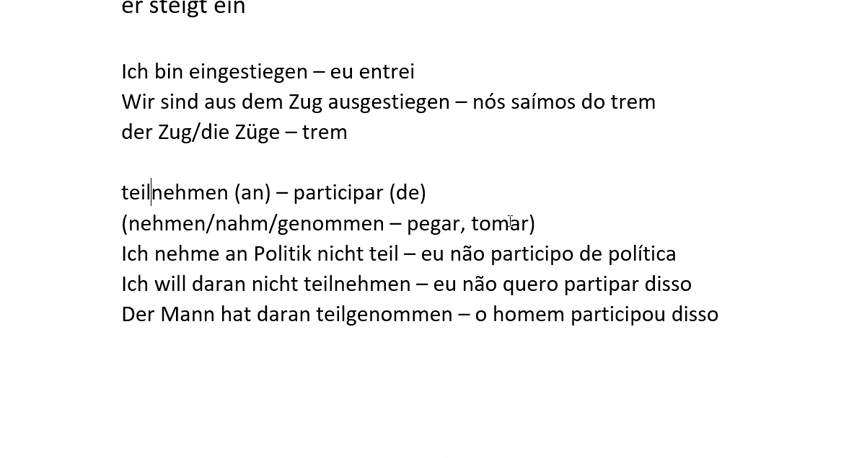 er steigt ein
Ich bin eingestiegen – eu entrei
Wir sind aus dem Zug ausgestiegen – nós saímos do trem
der Zug/die Züge – trem
teilnehmen (an) – participar (de)
(nehmen/nahm/genommen – pegar, tomar)
Ich nehme an Politik nicht teil – eu não participo de política
Ich will daran nicht teilnehmen – eu não quero partipar disso
Der Mann hat daran teilgenommen – o homem participou disso